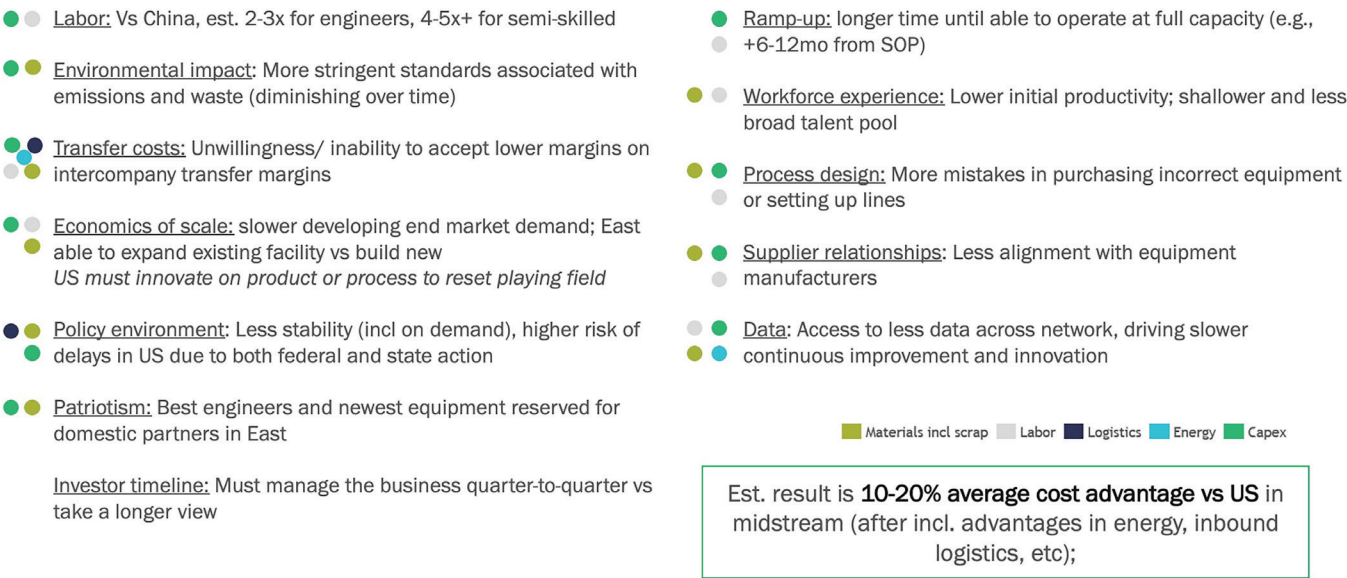 Labor: Vs China, est. 2-3x for engineers, 4-5x+ for semi-skilled
Environmental impact: More stringent standards associated with
emissions and waste (diminishing over time)
Transfer costs: Unwillingness/ inability to accept lower margins on
intercompany transfer margins
Economics of scale: slower developing end market demand; East
able to expand existing facility vs build new
US must innovate on product or process to reset playing field
Policy environment: Less stability (incl on demand), higher risk of
delays in US due to both federal and state action
Patriotism: Best engineers and newest equipment reserved for
domestic partners in East
Investor timeline: Must manage the business quarter-to-quarter vs
take a longer view
Ramp-up: longer time until able to operate at full capacity (e.g.,
+6-12mo from SOP)
Workforce experience: Lower initial productivity; shallower and less
broad talent pool
Process design: More mistakes in purchasing incorrect equipment
or setting up lines
Supplier relationships: Less alignment with equipment
manufacturers
Data: Access to less data across network, driving slower
continuous improvement and innovation
Materials incl scrap Labor Logistics Energy Capex
Est. result is 10-20% average cost advantage vs US in
midstream (after incl. advantages in energy, inbound
logistics, etc);